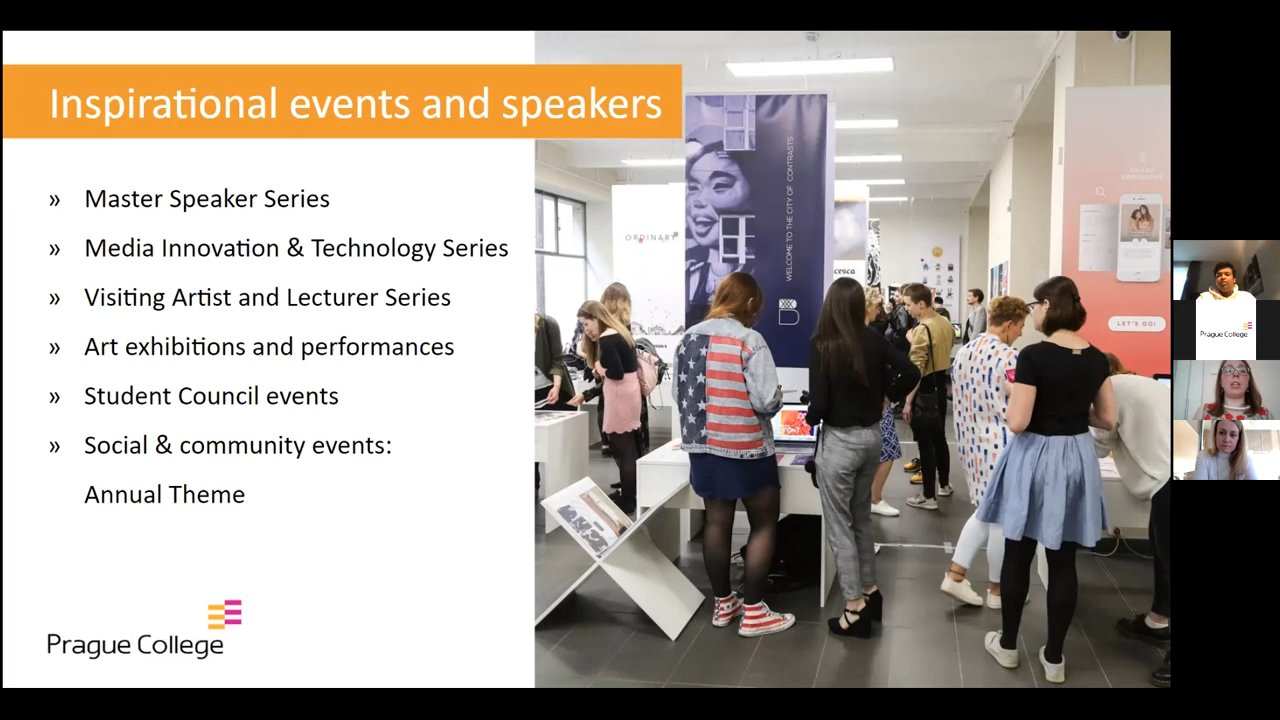 Inspirational events and speakers
» Master Speaker Series
» Media Innovation & Technology Series
» Visiting Artist and Lecturer Series
» Art exhibitions and performances
» Student Council events
» Social & community events:
Annual Theme
Prague College
ORDINARY
WELCOME TO THE CITY OF CONTRASTS
LET'S GO!
Prague College